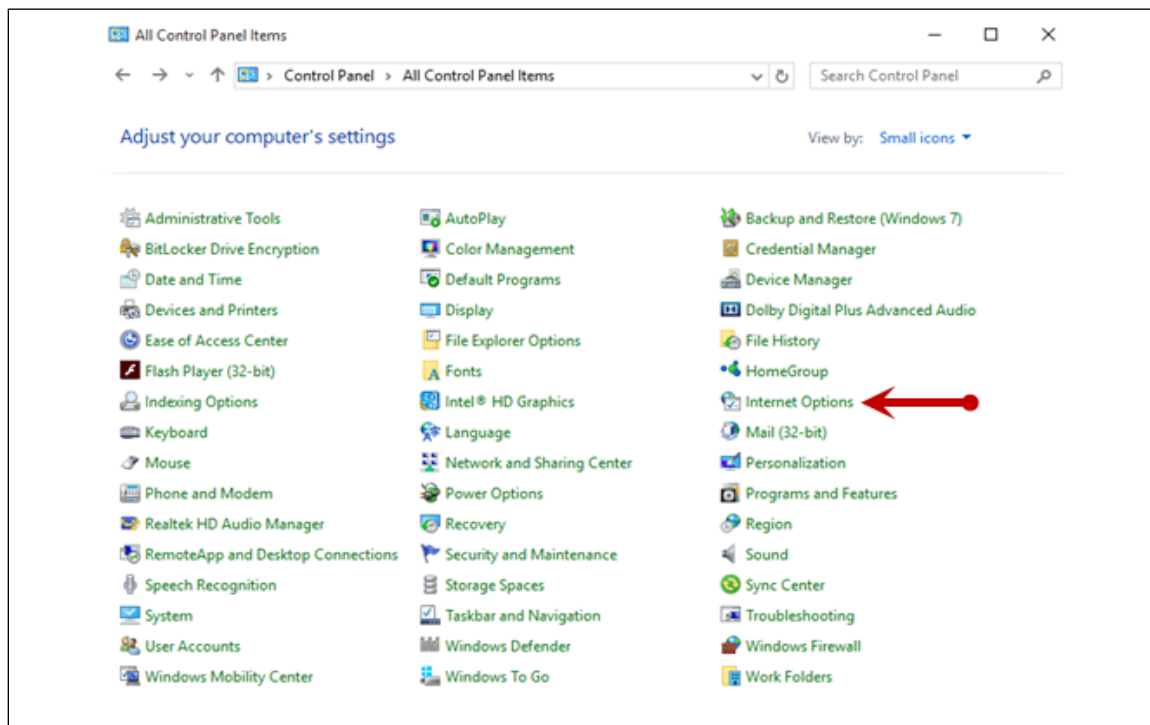 All Control Panel Items
Control Panel > All Control Panel Items
Search Control Panel
Adjust your computer's settings
View by: Small icons
Administrative Tools
AutoPlay
Backup and Restore (Windows 7)
BitLocker Drive Encryption
Color Management
Credential Manager
Date and Time
Default Programs
Device Manager
Devices and Printers
Display
Dolby Digital Plus Advanced Audio
Ease of Access Center
File Explorer Options
File History
Flash Player (32-bit)
Fonts
HomeGroup
Indexing Options
Intel® HD Graphics
Internet Options
Keyboard
Language
Mail (32-bit)
Mouse
Network and Sharing Center
Personalization
Phone and Modem
Power Options
Programs and Features
Realtek HD Audio Manager
Recovery
Region
RemoteApp and Desktop Connections
Security and Maintenance
Sound
Speech Recognition
Storage Spaces
Sync Center
System
Taskbar and Navigation
Troubleshooting
User Accounts
Windows Defender
Windows Firewall
Windows Mobility Center
Windows To Go
Work Folders